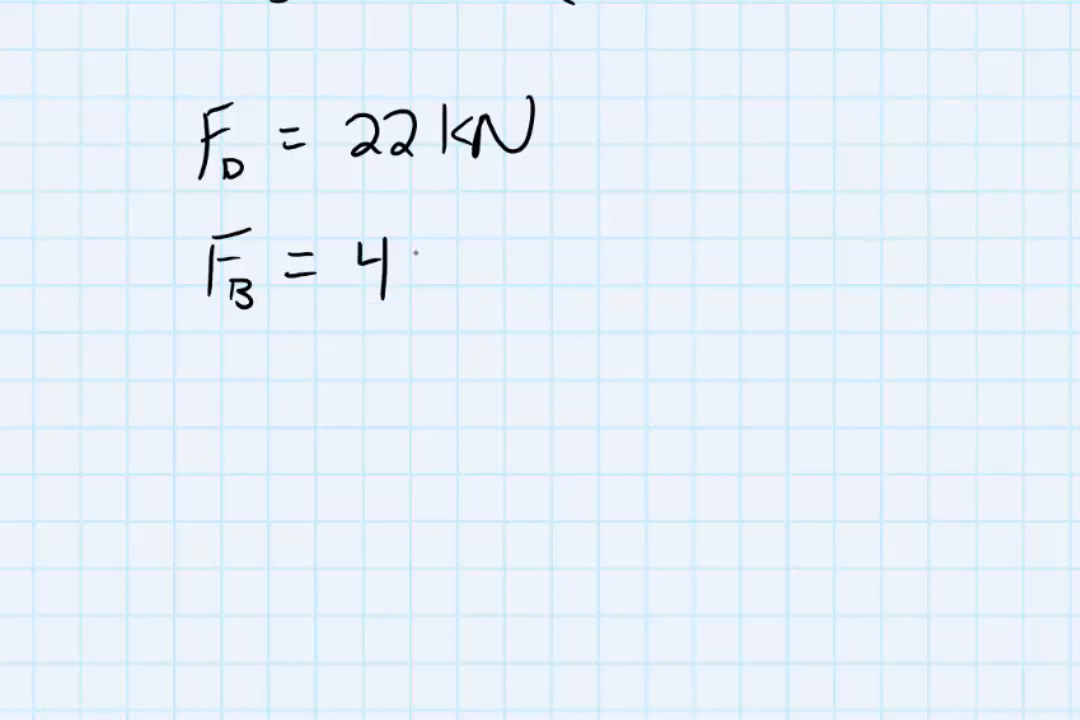 F_D = 22 kN
F_B = 4